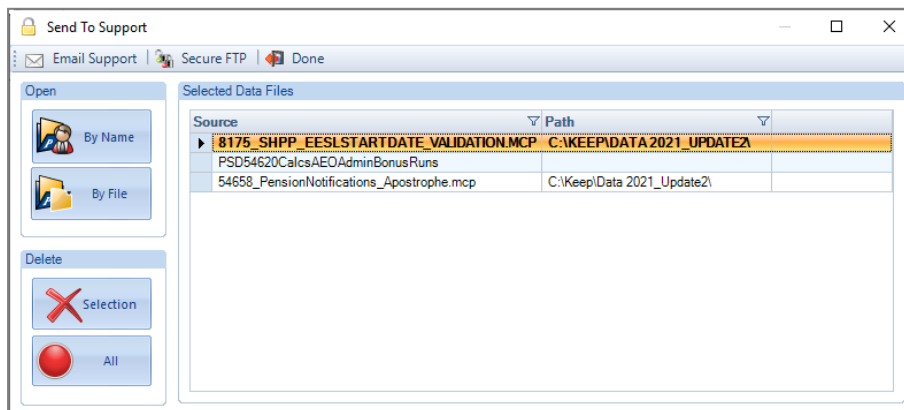 Send To Support
Email Support Secure FTP Done
Open
By Name
By File
Delete
Selection
All
Selected Data Files
Source Path
8175_SHPP_EESLSTARTDATE_VALIDATION.MCP C:\KEEP\DATA 2021_UPDATE2\
PSD54620CalcsAEOAdminBonusRuns
54658_PensionNotifications_Apostrophe.mcp C:\Keep\Data 2021_Update2\